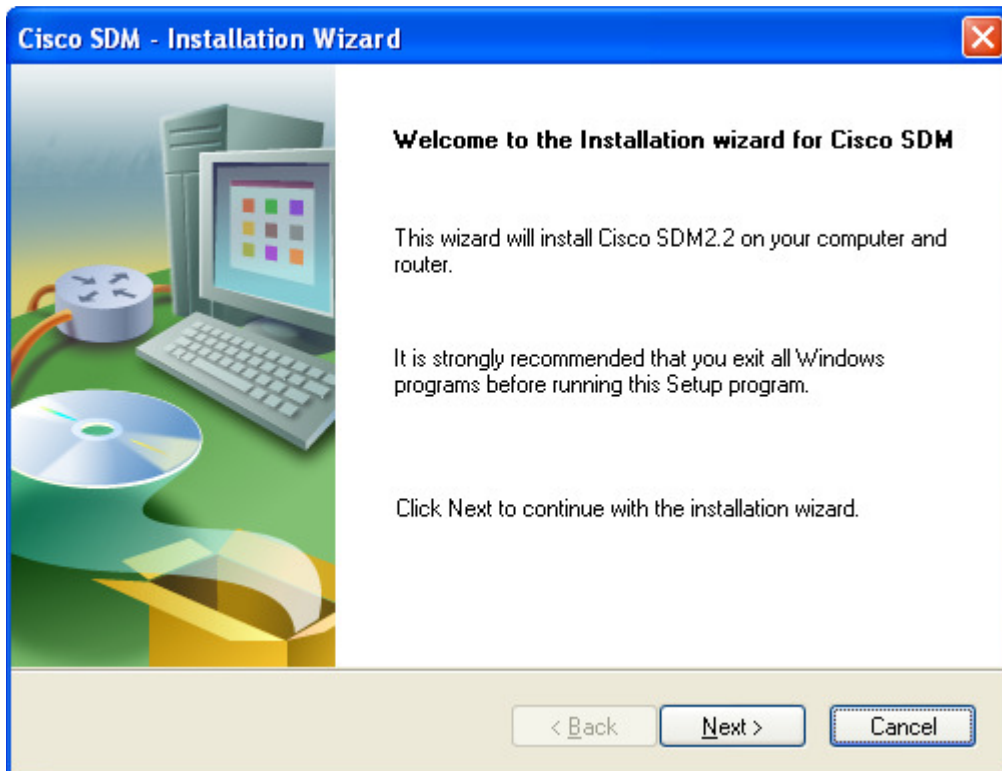 Cisco SDM - Installation Wizard
Welcome to the Installation wizard for Cisco SDM
This wizard will install Cisco SDM2.2 on your computer and
router.
It is strongly recommended that you exit all Windows
programs before running this Setup program.
Click Next to continue with the installation wizard.
< Back
Next >
Cancel